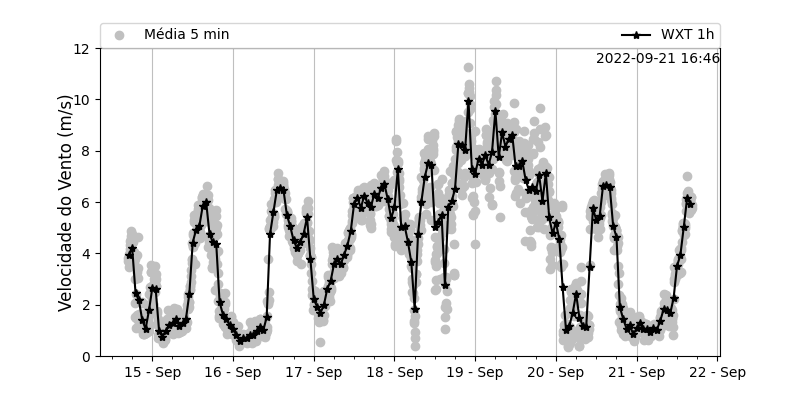 Média 5 min
WXT 1h
2022-09-21 16:46
Velocidade do Vento (m/s)
12
10
8
6
4
2
0
15 - Sep
16 - Sep
17 - Sep
18 - Sep
19 - Sep
20 - Sep
21 - Sep
22 - Sep